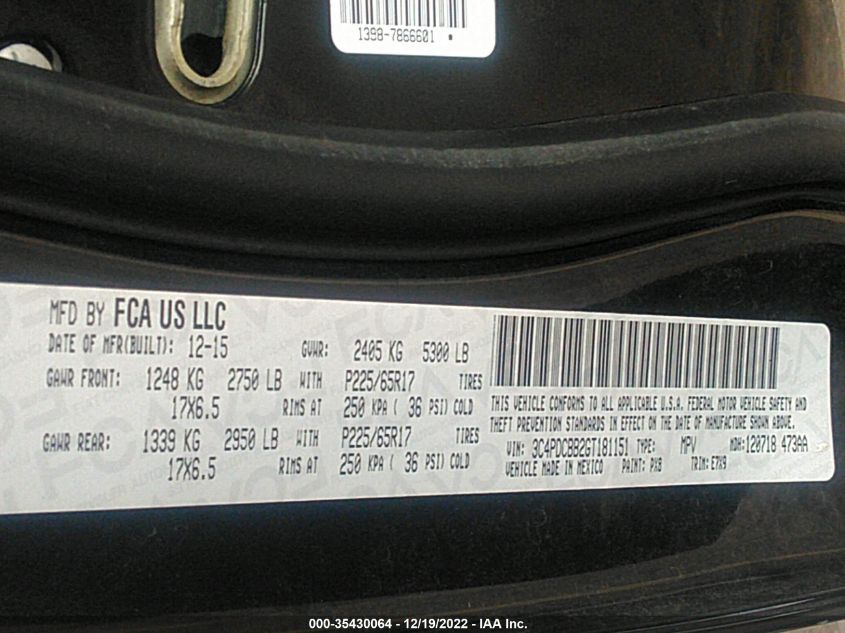 1398-7866601
MFD BY FCA US LLC
DATE OF MFR(BUILT): 12-15 GVWR: 2405 KG 5300 LB
GAWR FRONT: 1248 KG 2750 LB WITH P225/65R17 TIRES
17X6.5 RIMS AT 250 KPA ( 36 PSI) COLD
GAWR REAR: 1339 KG 2950 LB WITH P225/65R17 TIRES
17X6.5 RIMS AT 250 KPA ( 36 PSI) COLD
THIS VEHICLE CONFORMS TO ALL APPLICABLE U.S.A. FEDERAL MOTOR VEHICLE SAFETY AND
THEFT PREVENTION STANDARDS IN EFFECT ON THE DATE OF MANUFACTURE SHOWN ABOVE.
VIN: 3C4PDCBB2GT181151 TYPE: MPV MDH: 120718 473AA
VEHICLE MADE IN MEXICO PAINT: PX8 TRIM: E7X9
000-35430064 - 12/19/2022 - IAA Inc.